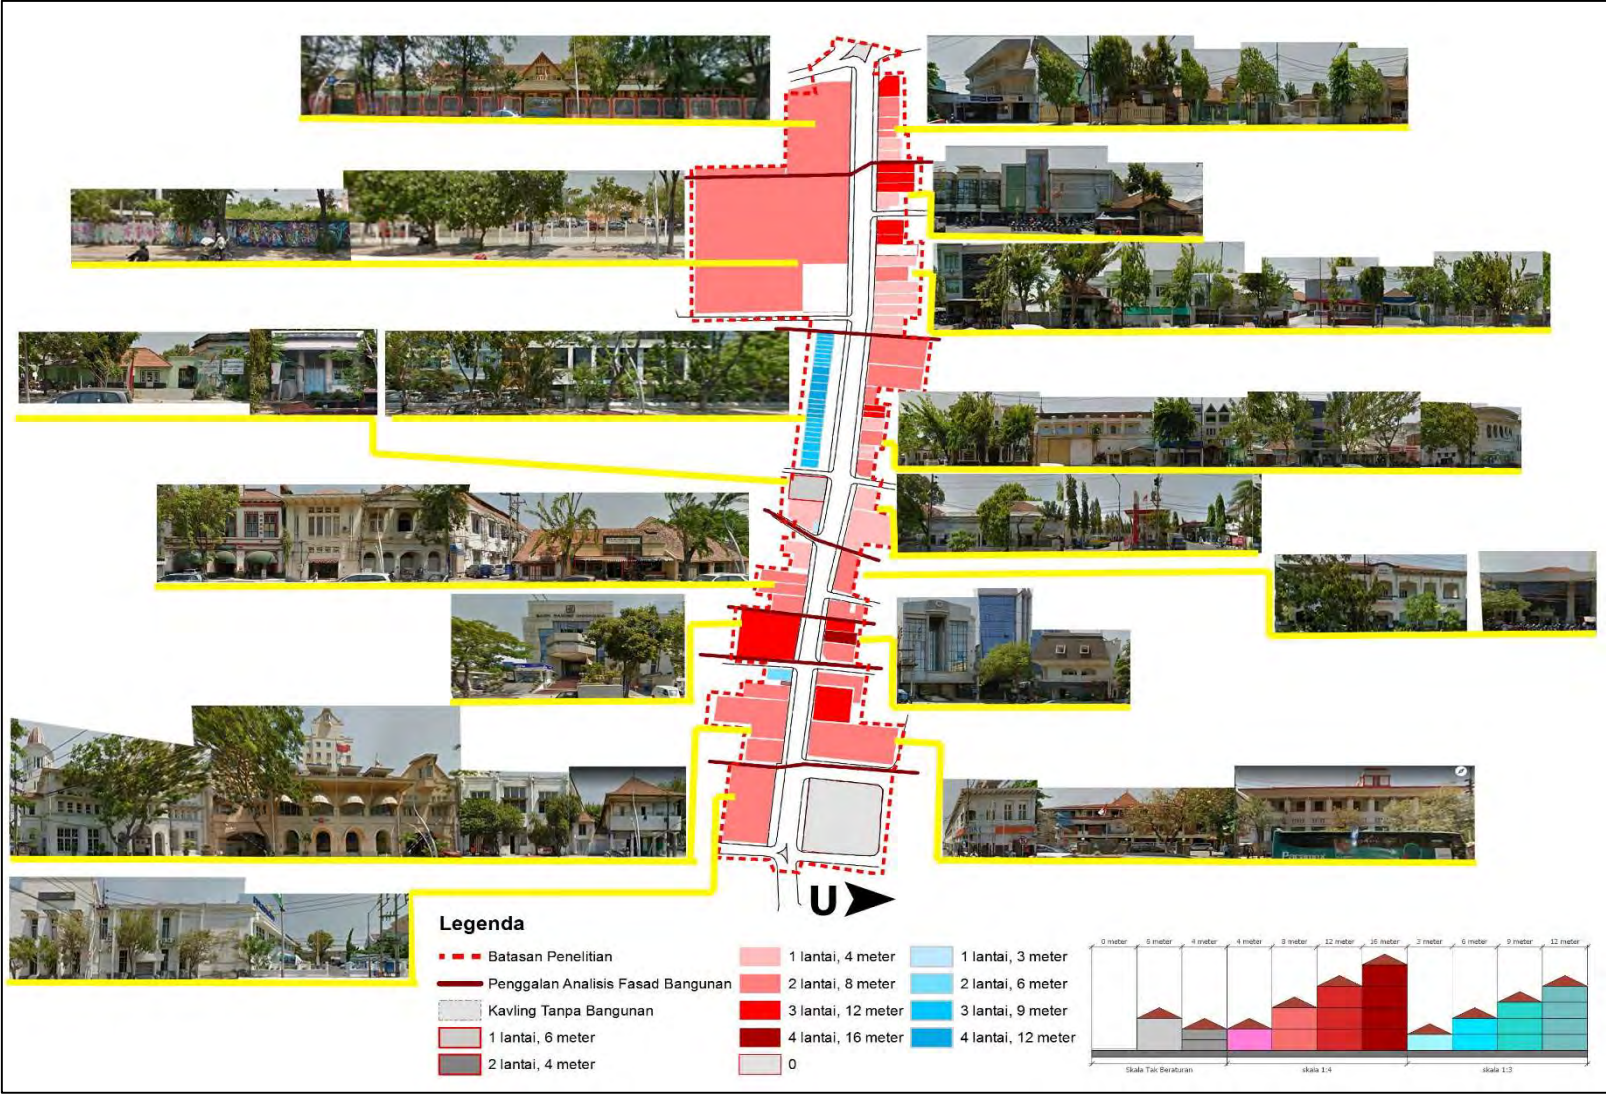 U
Legenda
Batasan Penelitian
Penggalan Analisis Fasad Bangunan
Kavling Tanpa Bangunan
1 lantai, 6 meter
2 lantai, 4 meter
1 lantai, 4 meter
2 lantai, 8 meter
3 lantai, 12 meter
4 lantai, 16 meter
0
1 lantai, 3 meter
2 lantai, 6 meter
3 lantai, 9 meter
4 lantai, 12 meter
0 meter 6 meter 4 meter 4 meter 8 meter 12 meter 16 meter 3 meter 6 meter 9 meter 12 meter
Skala Tak Beraturan skala 1:4 skala 1:3